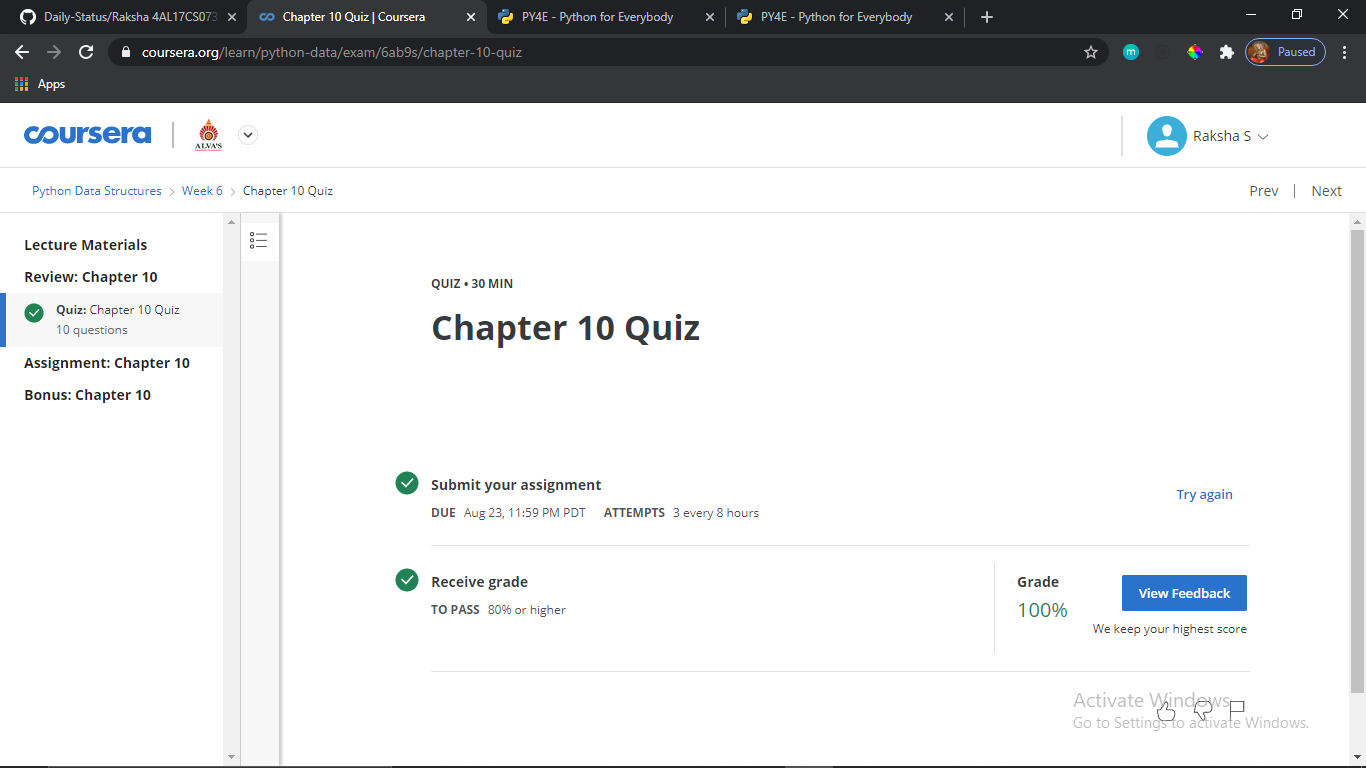 Daily-Status/Raksha 4AL17CS073
Chapter 10 Quiz | Coursera
PY4E - Python for Everybody
PY4E - Python for Everybody
coursera.org/learn/python-data/exam/6ab9s/chapter-10-quiz
m
Paused
Apps
coursera
ALVA'S
Raksha S
Python Data Structures > Week 6 > Chapter 10 Quiz
Prev | Next
Lecture Materials
Review: Chapter 10
Quiz: Chapter 10 Quiz
10 questions
Assignment: Chapter 10
Bonus: Chapter 10
QUIZ • 30 MIN
Chapter 10 Quiz
Submit your assignment
DUE Aug 23, 11:59 PM PDT ATTEMPTS 3 every 8 hours
Try again
Receive grade
TO PASS 80% or higher
Grade
100%
View Feedback
We keep your highest score
Activate Windows
Go to Settings to activate Windows.